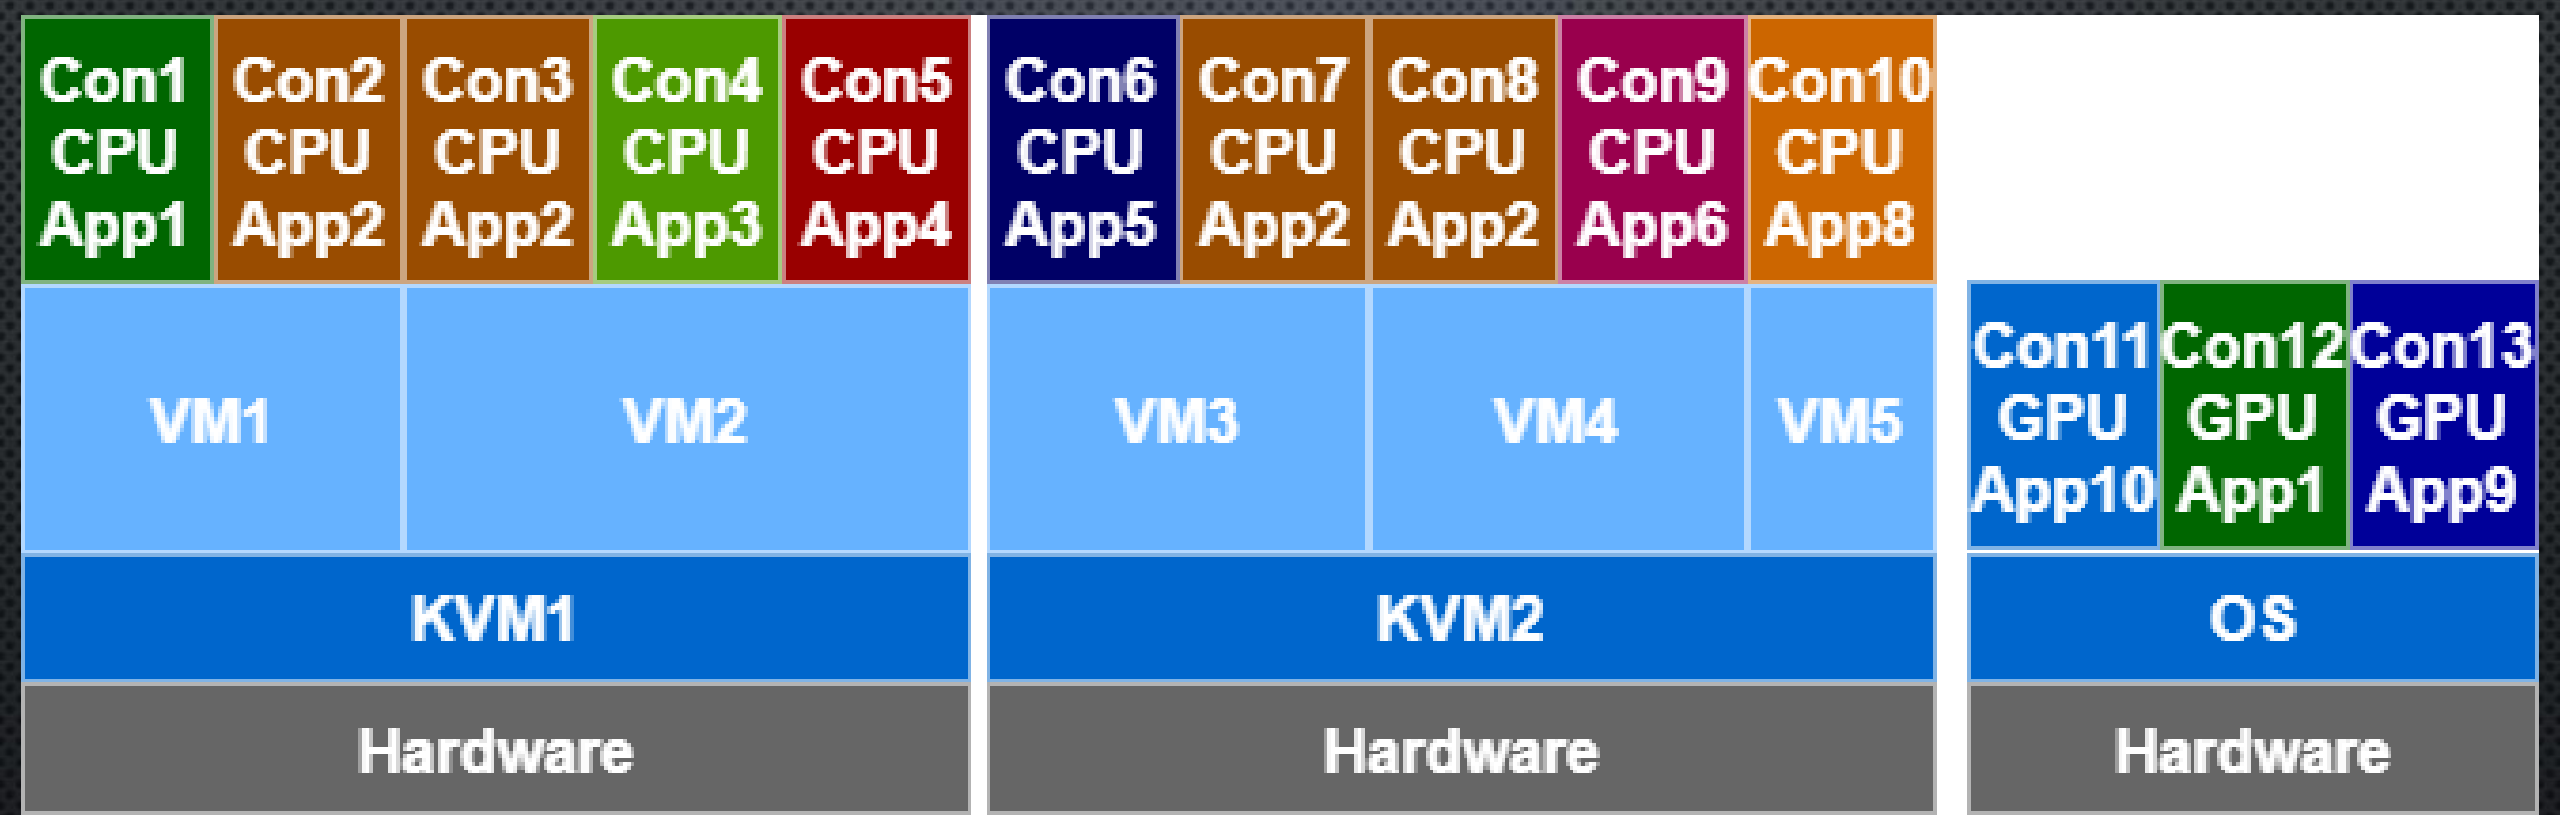 Con1
CPU
App1
Con2
CPU
App2
Con3
CPU
App2
Con4
CPU
App3
Con5
CPU
App4
VM1
VM2
KVM1
Hardware
Con6
CPU
App5
Con7
CPU
App2
Con8
CPU
App2
Con9
CPU
App6
Con10
CPU
App8
VM3
VM4
VM5
KVM2
Hardware
Con11
GPU
App10
Con12
GPU
App1
Con13
GPU
App9
OS
Hardware